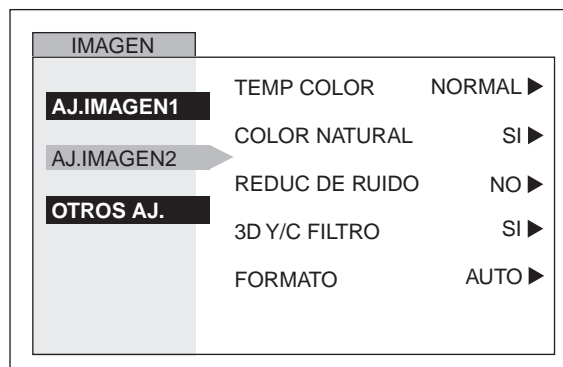 IMAGEN
AJ.IMAGEN1
AJ.IMAGEN2
OTROS AJ.
TEMP COLOR NORMAL
COLOR NATURAL SI
REDUC DE RUIDO NO
3D Y/C FILTRO SI
FORMATO AUTO